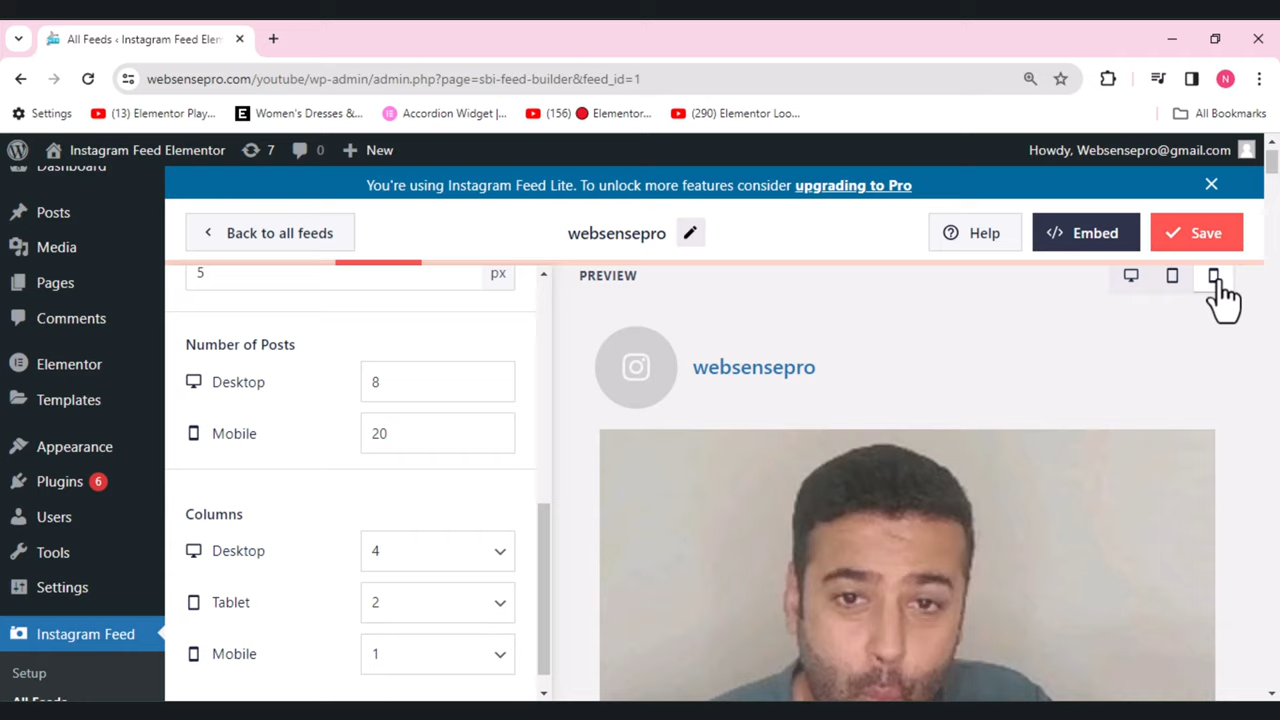 All Feeds ‹ Instagram Feed Elem
websensepro.com/youtube/wp-admin/admin.php?page=sbi-feed-builder&feed_id=1
N
Settings
(13) Elementor Play...
Women's Dresses &...
Accordion Widget |...
(156) 🔴 Elementor...
(290) Elementor Loo...
All Bookmarks
Instagram Feed Elementor
7
0
New
Howdy, Websensepro@gmail.com
Dashboard
Posts
Media
Pages
Comments
Elementor
Templates
Appearance
Plugins 6
Users
Tools
Settings
Instagram Feed
Setup
All Feeds
You're using Instagram Feed Lite. To unlock more features consider upgrading to Pro
Back to all feeds
websensepro
Help
Embed
Save
5 px
Number of Posts
Desktop 8
Mobile 20
Columns
Desktop 4
Tablet 2
Mobile 1
PREVIEW
websensepro